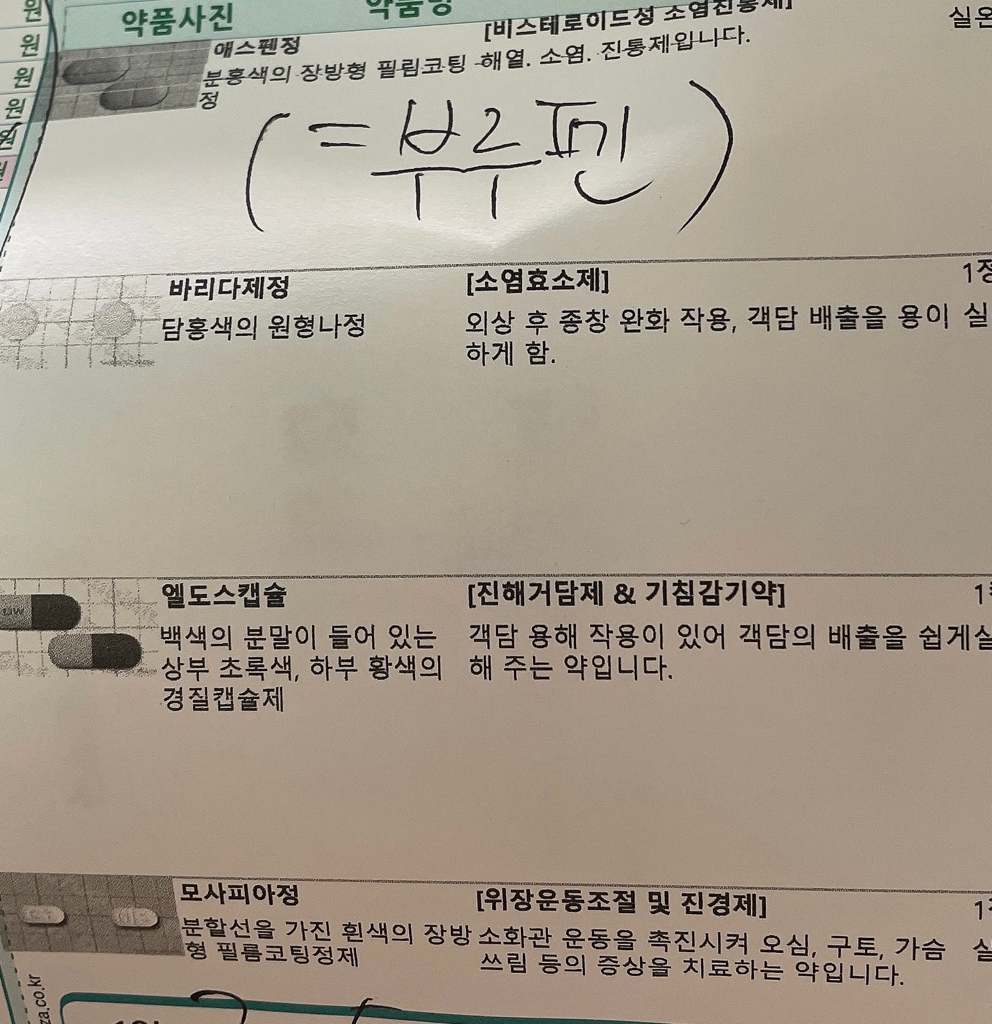 원
원
원
원
원
약품사진 약품명
애스펜정 [비스테로이드성 소염진통제] 실온
분홍색의 장방형 필림코팅 해열. 소염. 진통제입니다.
정
(=부루펜)
바리다제정 [소염효소제] 1정
담홍색의 원형나정 외상 후 종창 완화 작용, 객담 배출을 용이 실
하게 함.
엘도스캡슐 [진해거담제 & 기침감기약] 1
백색의 분말이 들어 있는 객담 용해 작용이 있어 객담의 배출을 쉽게 실
상부 초록색, 하부 황색의 해 주는 약입니다.
경질캡슐제
모사피아정 [위장운동조절 및 진경제] 1
분할선을 가진 흰색의 장방 소화관 운동을 촉진시켜 오심, 구토, 가슴 실
형 필름코팅정제 쓰림 등의 증상을 치료하는 약입니다.
za.co.kr